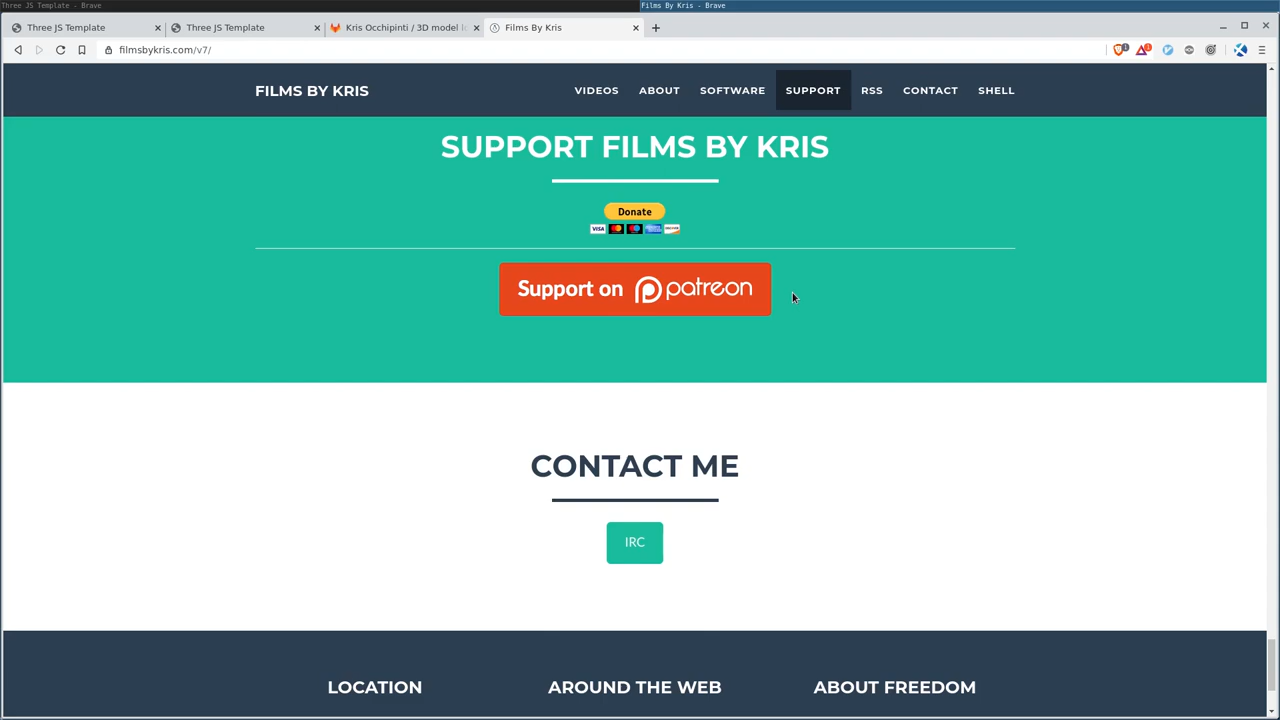 Three JS Template - Brave
Films By Kris - Brave
Three JS Template
Three JS Template
Kris Occhipinti / 3D model l
Films By Kris
filmsbykris.com/v7/
FILMS BY KRIS
VIDEOS
ABOUT
SOFTWARE
SUPPORT
RSS
CONTACT
SHELL
SUPPORT FILMS BY KRIS
Donate
VISA
Support on patreon
CONTACT ME
IRC
LOCATION
AROUND THE WEB
ABOUT FREEDOM